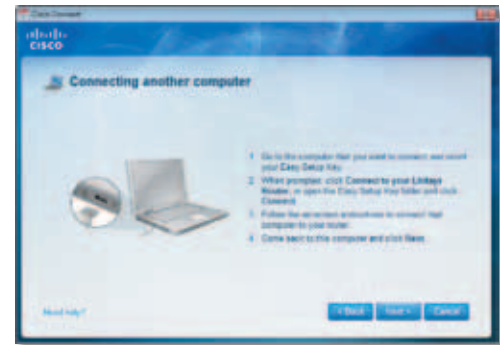 Cisco Connect
CISCO
Connecting another computer
1 Go to the computer that you want to connect and insert
your Easy Setup Key.
2 When prompted, click Connect to your Linksys
Router, or open the Easy Setup Key folder and click
Connect.
3 Follow the on-screen instructions to connect that
computer to your router.
4 Come back to this computer and click Next.
Need help?
< Back
Next >
Cancel